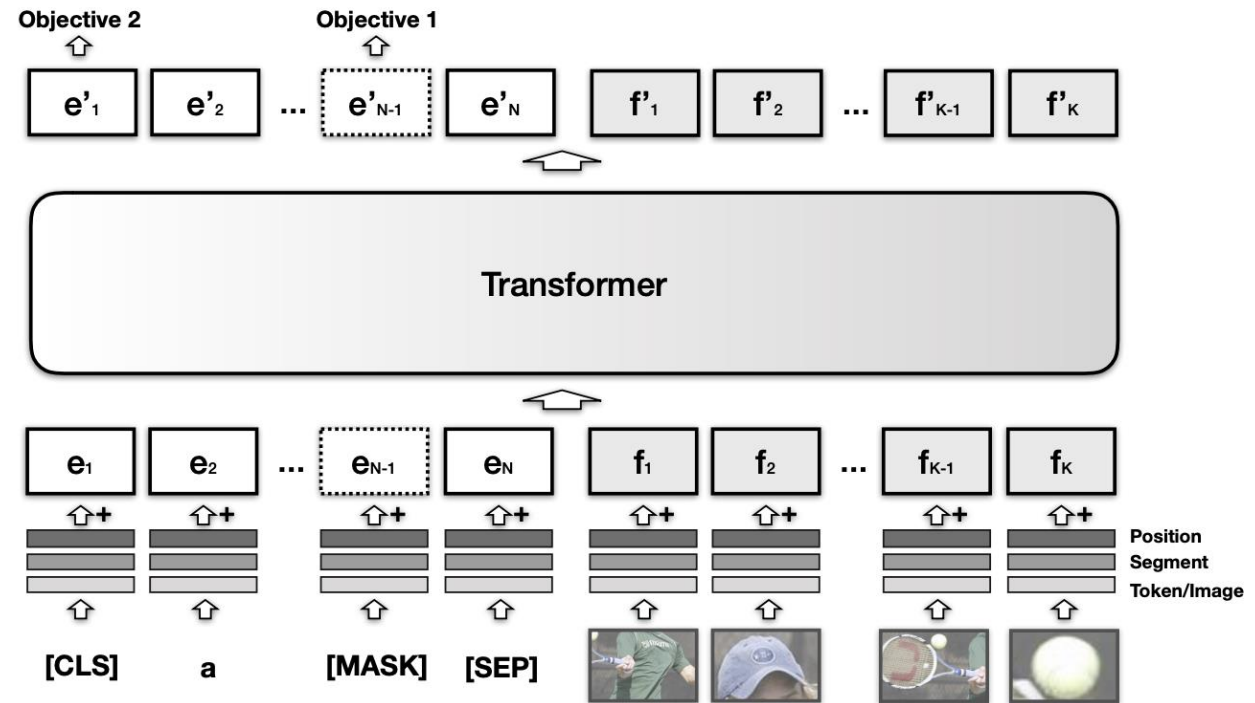 Objective 2 Objective 1
e'1 e'2 ... e'N-1 e'N f'1 f'2 ... f'K-1 f'K
Transformer
e1 e2 ... eN-1 eN f1 f2 ... fK-1 fK
+ + + + + + + +
Position
Segment
Token/Image
[CLS] a [MASK] [SEP]